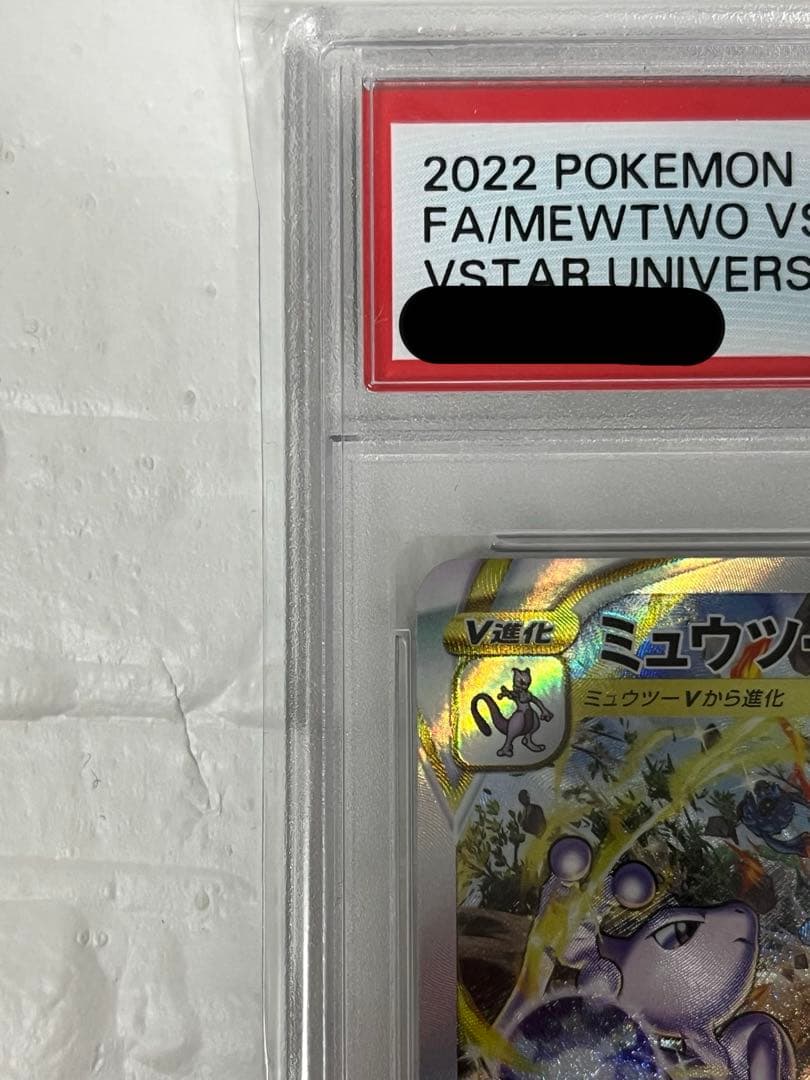 2022 POKEMON
FA/MEWTWO VS
VSTAR UNIVERS
V進化
ミュウツー
ミュウツーVから進化